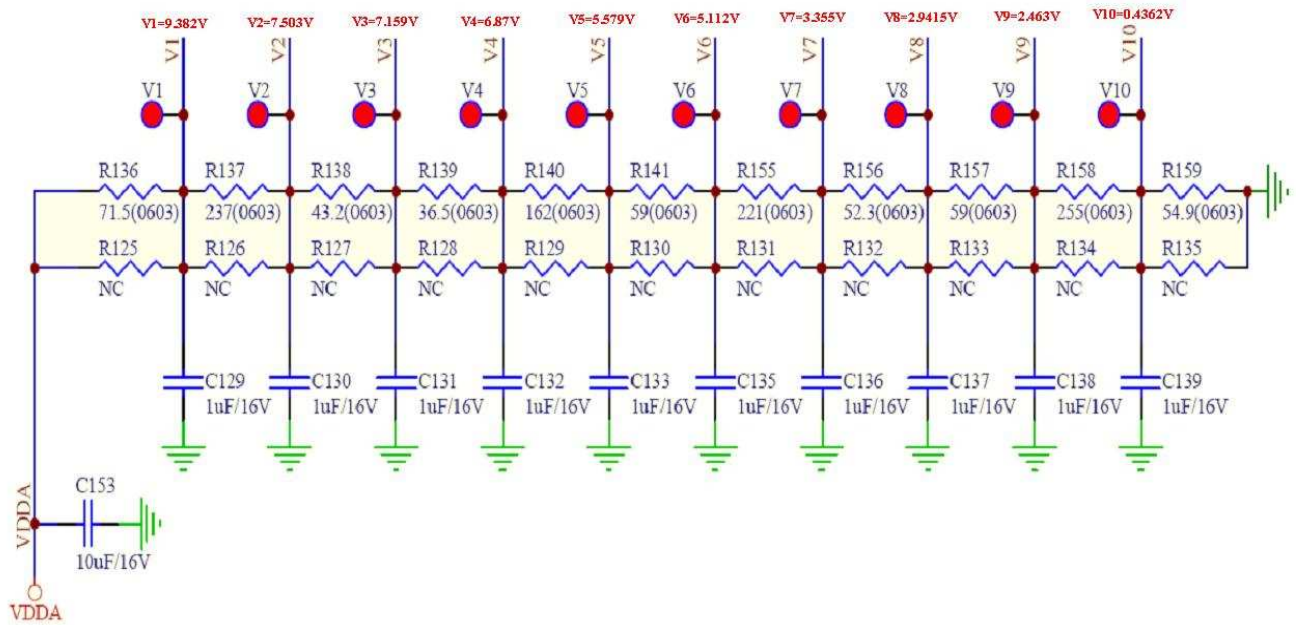 V1=9.382V V2=7.503V V3=7.159V V4=6.87V V5=5.579V V6=5.112V V7=3.355V V8=2.9415V V9=2.463V V10=0.4362V
V1 V2 V3 V4 V5 V6 V7 V8 V9 V10
V1 V2 V3 V4 V5 V6 V7 V8 V9 V10
R136 R137 R138 R139 R140 R141 R155 R156 R157 R158 R159
71.5(0603) 237(0603) 43.2(0603) 36.5(0603) 162(0603) 59(0603) 221(0603) 52.3(0603) 59(0603) 255(0603) 54.9(0603)
R125 R126 R127 R128 R129 R130 R131 R132 R133 R134 R135
NC NC NC NC NC NC NC NC NC NC NC
C129 C130 C131 C132 C133 C135 C136 C137 C138 C139
1uF/16V 1uF/16V 1uF/16V 1uF/16V 1uF/16V 1uF/16V 1uF/16V 1uF/16V 1uF/16V 1uF/16V
C153
VDDA
10uF/16V
VDDA